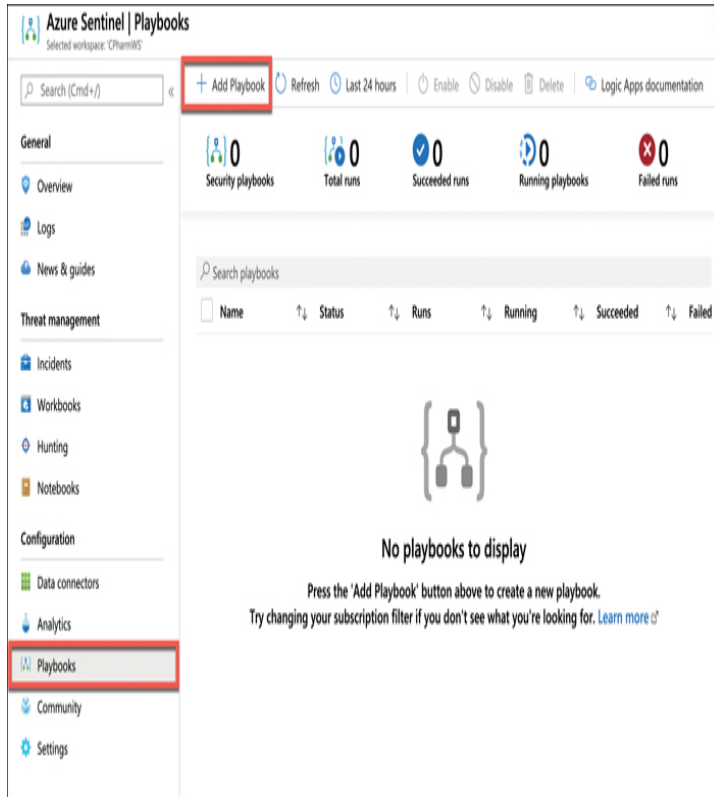 Azure Sentinel | Playbooks
Selected workspace: 'CPharmWS'
Search (Cmd+/)
«
General
Overview
Logs
News & guides
Threat management
Incidents
Workbooks
Hunting
Notebooks
Configuration
Data connectors
Analytics
Playbooks
Community
Settings
+ Add Playbook Refresh Last 24 hours Enable Disable Delete Logic Apps documentation
0 0 0 0 0
Security playbooks Total runs Succeeded runs Running playbooks Failed runs
Search playbooks
Name ↑↓ Status ↑↓ Runs ↑↓ Running ↑↓ Succeeded ↑↓ Failed
No playbooks to display
Press the 'Add Playbook' button above to create a new playbook.
Try changing your subscription filter if you don't see what you're looking for. Learn more